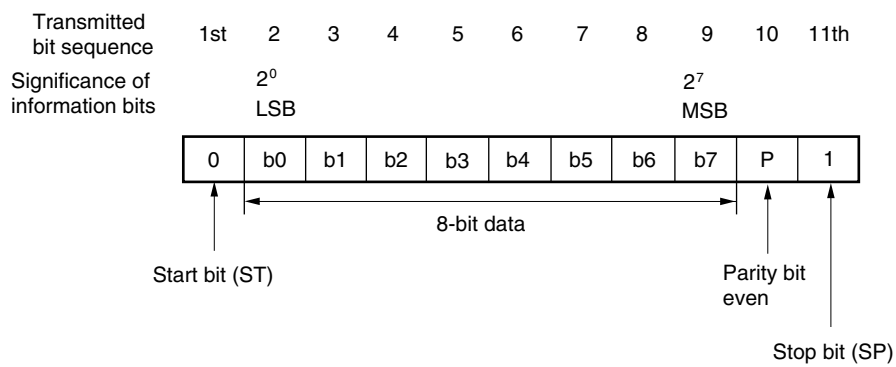 Transmitted
bit sequence
1st 2 3 4 5 6 7 8 9 10 11th
Significance of
information bits
2⁰ 2⁷
LSB MSB
0 b0 b1 b2 b3 b4 b5 b6 b7 P 1
8-bit data
Start bit (ST)
Parity bit
even
Stop bit (SP)